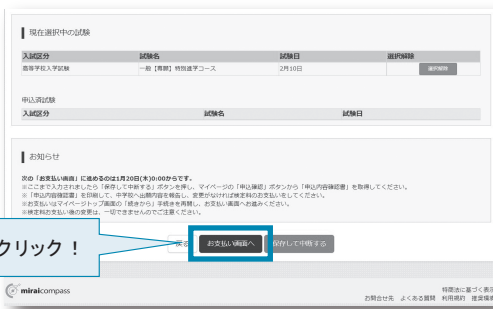 現在選択中の試験
入試区分 試験名 試験日 選択解除
高等学校入学試験 一般【専願】特別進学コース 2月10日 選択解除
申込済試験
入試区分 試験名 試験日
お知らせ
次の「お支払い画面」に進めるのは1月20日(木)0:00からです。
※ここまで入力されましたら「保存して中断する」ボタンを押し、マイページの「申込確認」ボタンから「申込内容確認書」を取得してください。
※「申込内容確認書」を印刷して、中学校へ出願内容を報告し、変更がなければ検定料のお支払いをしてください。
※お支払いはマイページトップ画面の「続きから」手続きを再開し、お支払い画面へお進みください。
※検定料お支払い後の変更は、一切できませんのでご注意ください。
クリック！ 戻る お支払い画面へ 保存して中断する
miraicompass
特商法に基づく表示
お問合せ先 よくある質問 利用規約 推奨環境